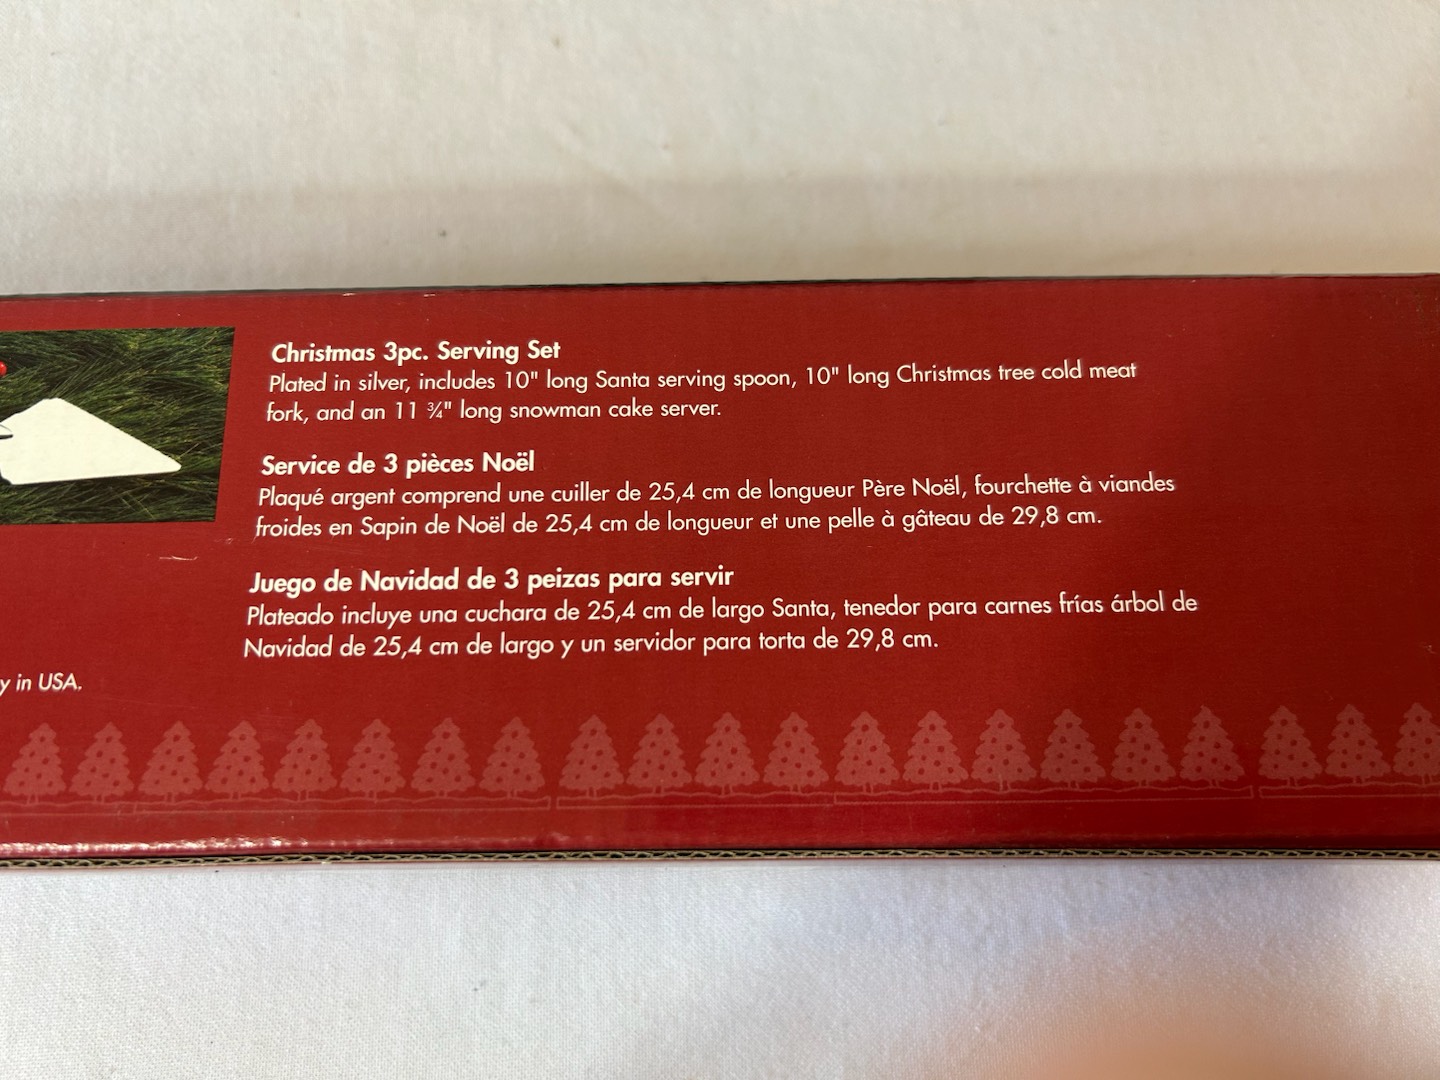 Christmas 3pc. Serving Set
Plated in silver, includes 10" long Santa serving spoon, 10" long Christmas tree cold meat
fork, and an 11 ¾" long snowman cake server.
Service de 3 pièces Noël
Plaqué argent comprend une cuiller de 25,4 cm de longueur Père Noël, fourchette à viandes
froides en Sapin de Noël de 25,4 cm de longueur et une pelle à gâteau de 29,8 cm.
Juego de Navidad de 3 peizas para servir
Plateado incluye una cuchara de 25,4 cm de largo Santa, tenedor para carnes frías árbol de
Navidad de 25,4 cm de largo y un servidor para torta de 29,8 cm.
in USA.